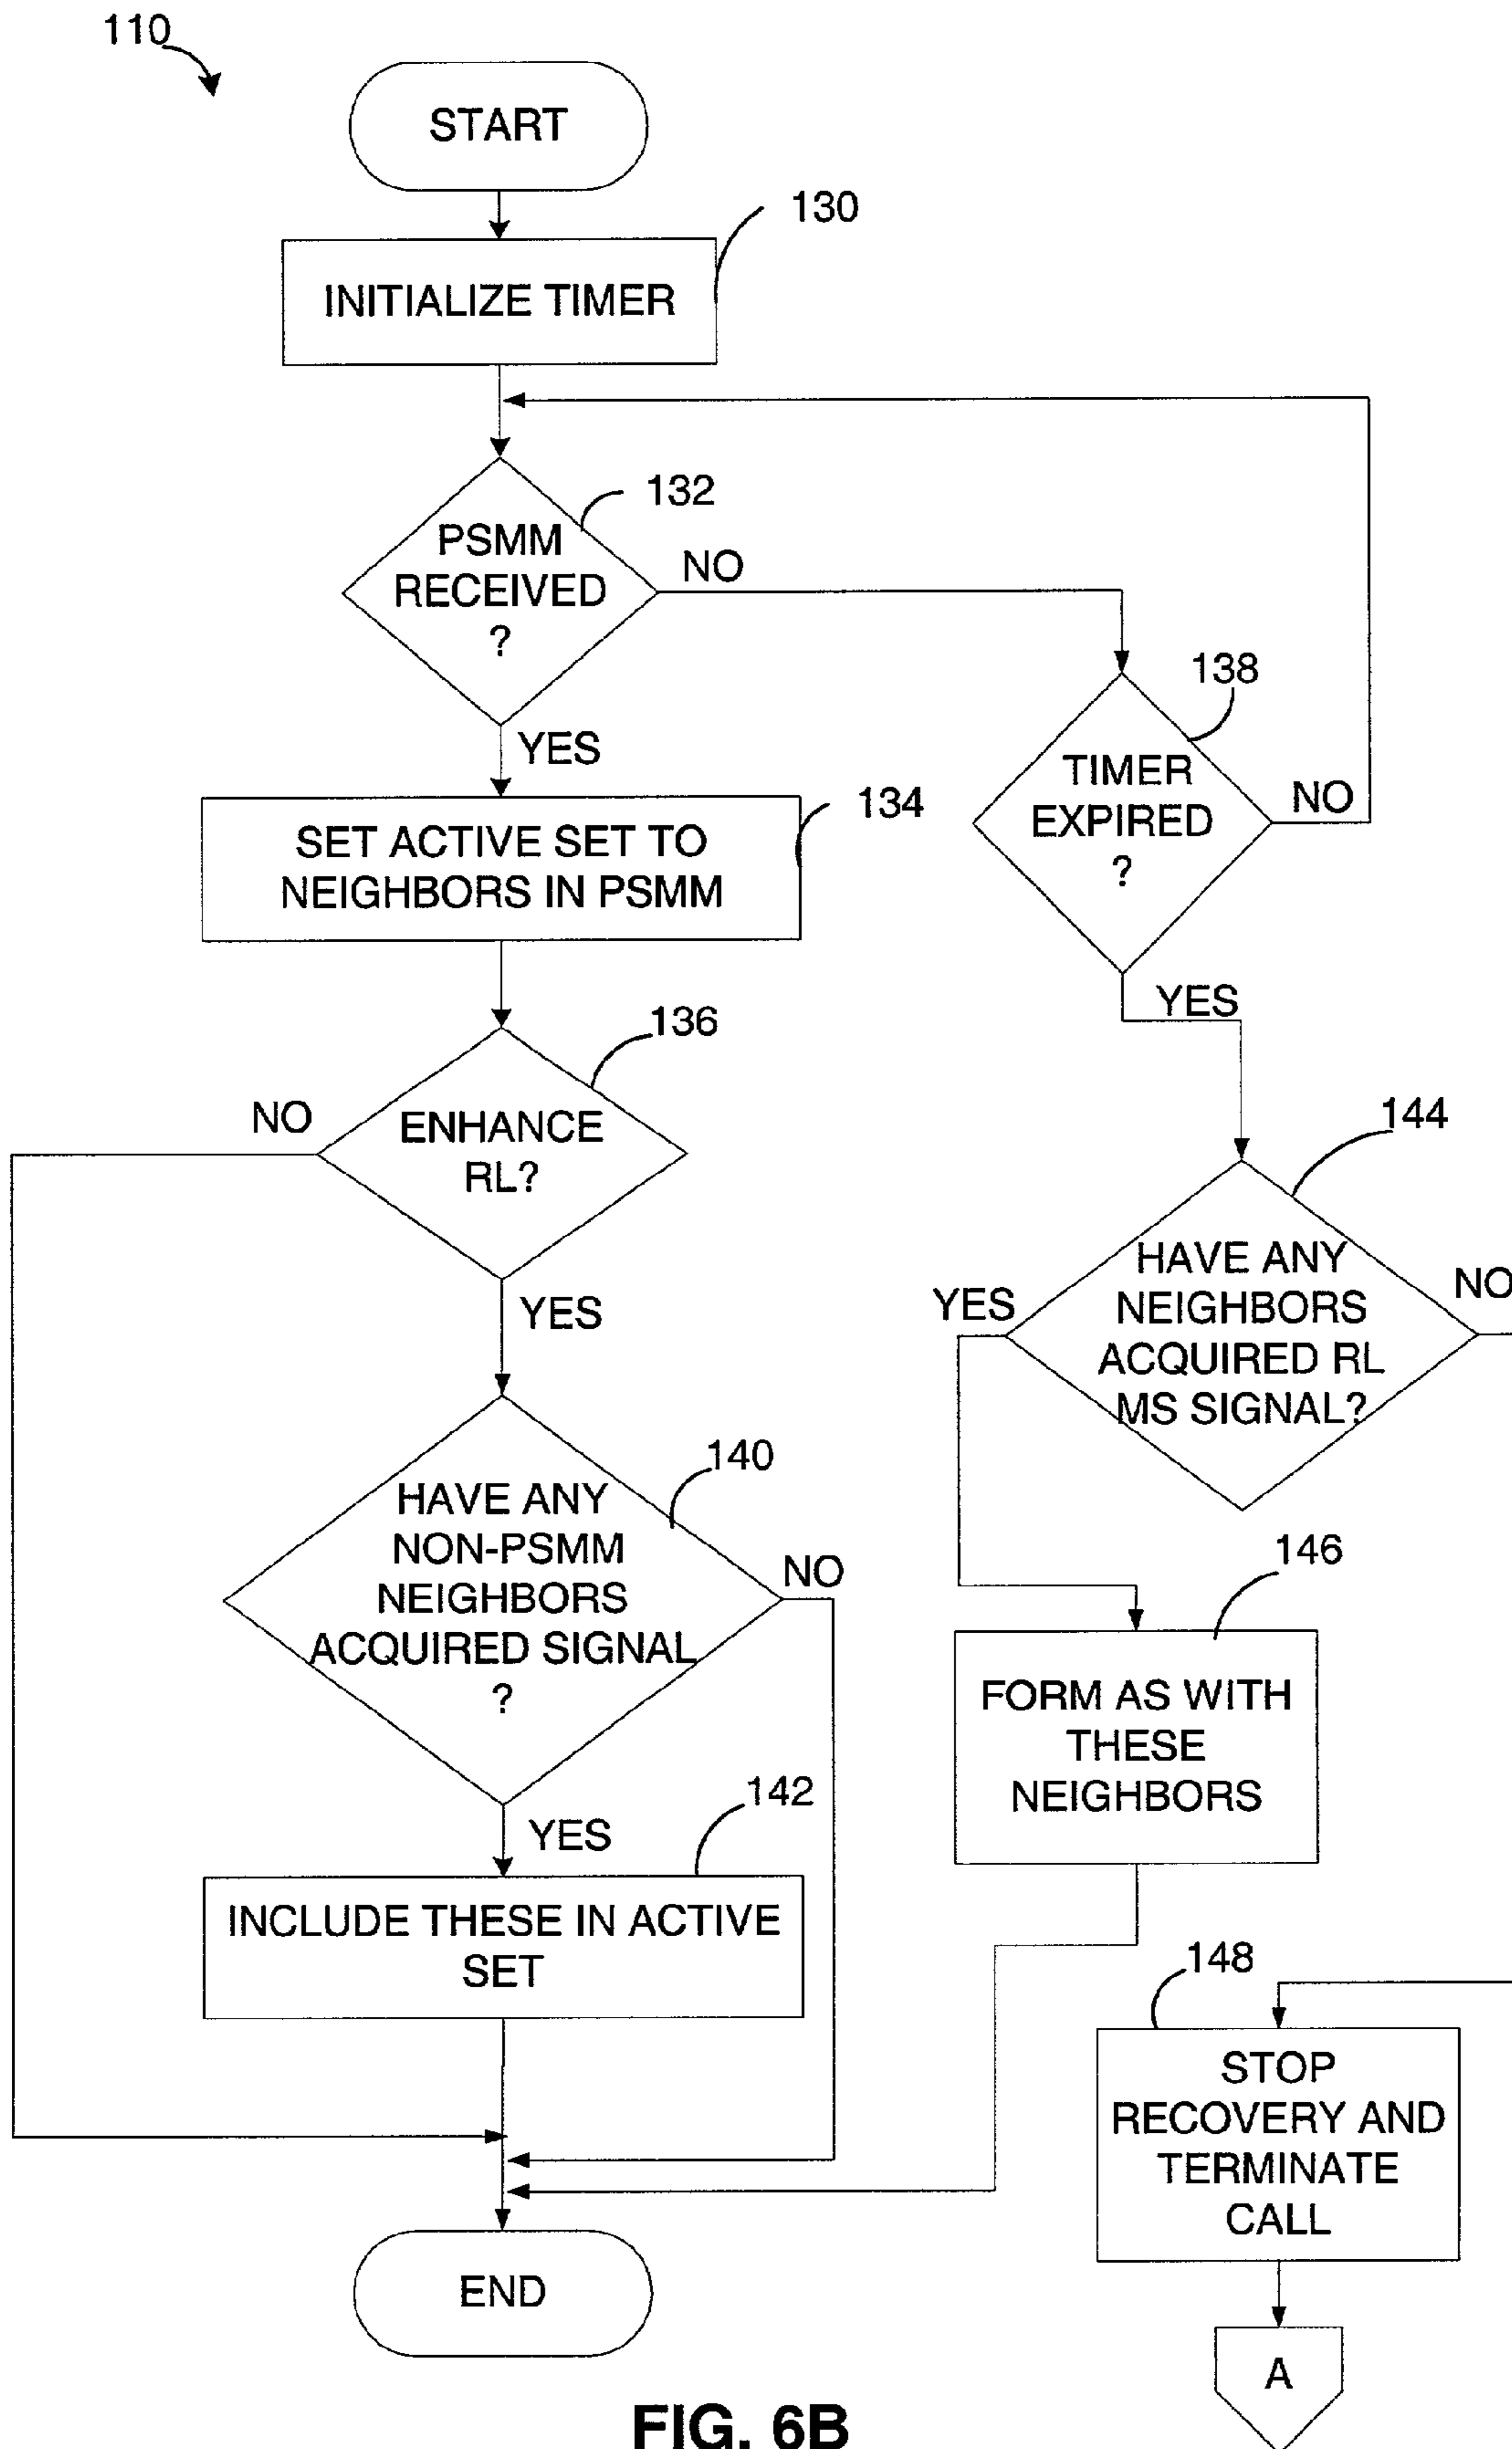 110
START
130
INITIALIZE TIMER
132
PSMM
RECEIVED
?
NO
YES
138
TIMER
EXPIRED
?
NO
YES
134
SET ACTIVE SET TO
NEIGHBORS IN PSMM
136
ENHANCE
RL?
NO
YES
144
HAVE ANY
NEIGHBORS
ACQUIRED RL
MS SIGNAL?
YES
NO
140
HAVE ANY
NON-PSMM
NEIGHBORS
ACQUIRED SIGNAL
?
NO
YES
146
FORM AS WITH
THESE
NEIGHBORS
142
INCLUDE THESE IN ACTIVE
SET
148
STOP
RECOVERY AND
TERMINATE
CALL
END
A
FIG. 6B